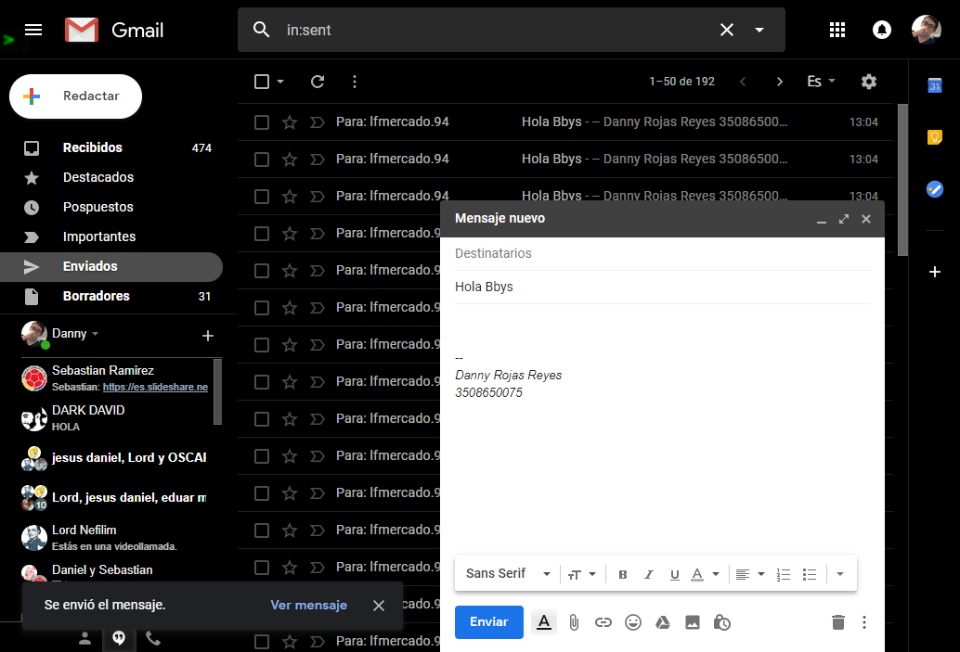 Gmail
in:sent
Redactar
1–50 de 192
Es
31
Recibidos 474
Destacados
Pospuestos
Importantes
Enviados
Borradores 31
Danny
Sebastian Ramirez
Sebastian: https://es.slideshare.ne
DARK DAVID
HOLA
jesus daniel, Lord y OSCAR
Lord, jesus daniel, eduar m
10
Lord Nefilim
Estás en una videollamada.
Daniel y Sebastian
Se envió el mensaje. Ver mensaje
Para: lfmercado.94 Hola Bbys - -- Danny Rojas Reyes 35086500... 13:04
Para: lfmercado.94 Hola Bbys - -- Danny Rojas Reyes 35086500... 13:04
Para: lfmercado.94 Hola Bbys - -- Danny Rojas Reyes 35086500... 13:04
Para: lfmercado.9
Para: lfmercado.9
Para: lfmercado.9
Para: lfmercado.9
Para: lfmercado.9
Para: lfmercado.9
Para: lfmercado.9
Para: lfmercado.9
Para: lfmercado.9
Para: lfmercado.9
cado.9
Para: lfmercado.9
Mensaje nuevo
Destinatarios
Hola Bbys
--
Danny Rojas Reyes
3508650075
Sans Serif
Enviar